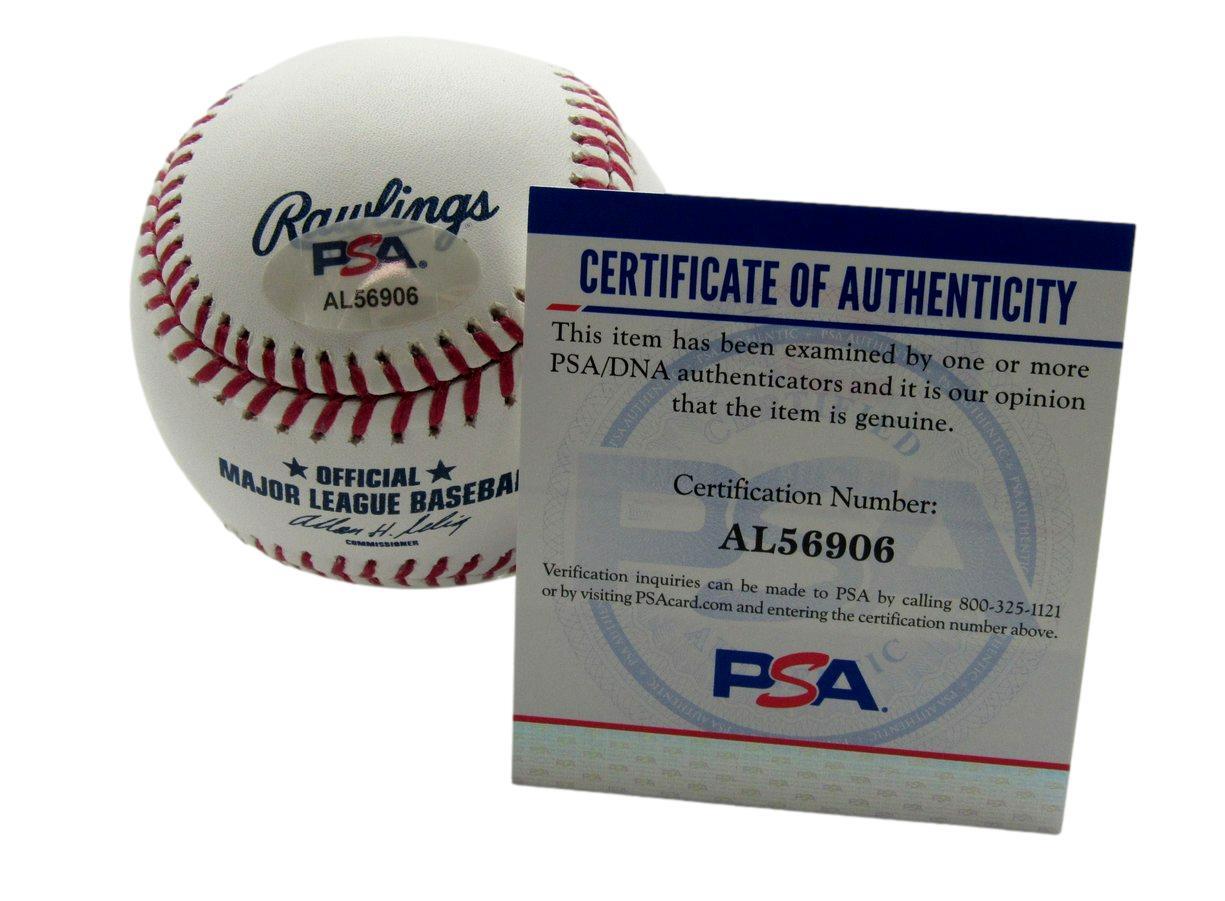 Rawlings
PSA
AL56906
★ OFFICIAL ★
MAJOR LEAGUE BASEBAL
Allan H. Selig
COMMISSIONER
CERTIFICATE OF AUTHENTICITY
This item has been examined by one or more
PSA/DNA authenticators and it is our opinion
that the item is genuine.
Certification Number:
AL56906
Verification inquiries can be made to PSA by calling 800-325-1121
or by visiting PSAcard.com and entering the certification number above.
PSA